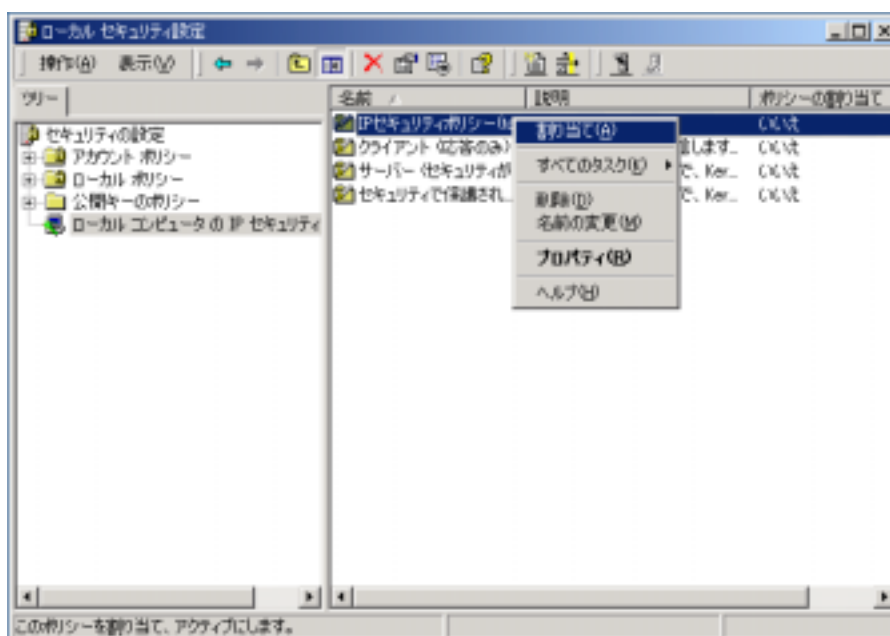 ローカル セキュリティ設定
操作(A) 表示(V)
ツリー
名前 説明 ポリシーの割り当て
セキュリティの設定
アカウント ポリシー
ローカル ポリシー
公開キーのポリシー
ローカル コンピュータ の IP セキュリティ
IPセキュリティポリシー いいえ
クライアント (応答のみ) します... いいえ
サーバー (セキュリティが で、Ker... いいえ
セキュリティで保護され... で、Ker... いいえ
割り当て(A)
すべてのタスク(K)
削除(D)
名前の変更(M)
プロパティ(R)
ヘルプ(H)
このポリシーを割り当て、アクティブにします。